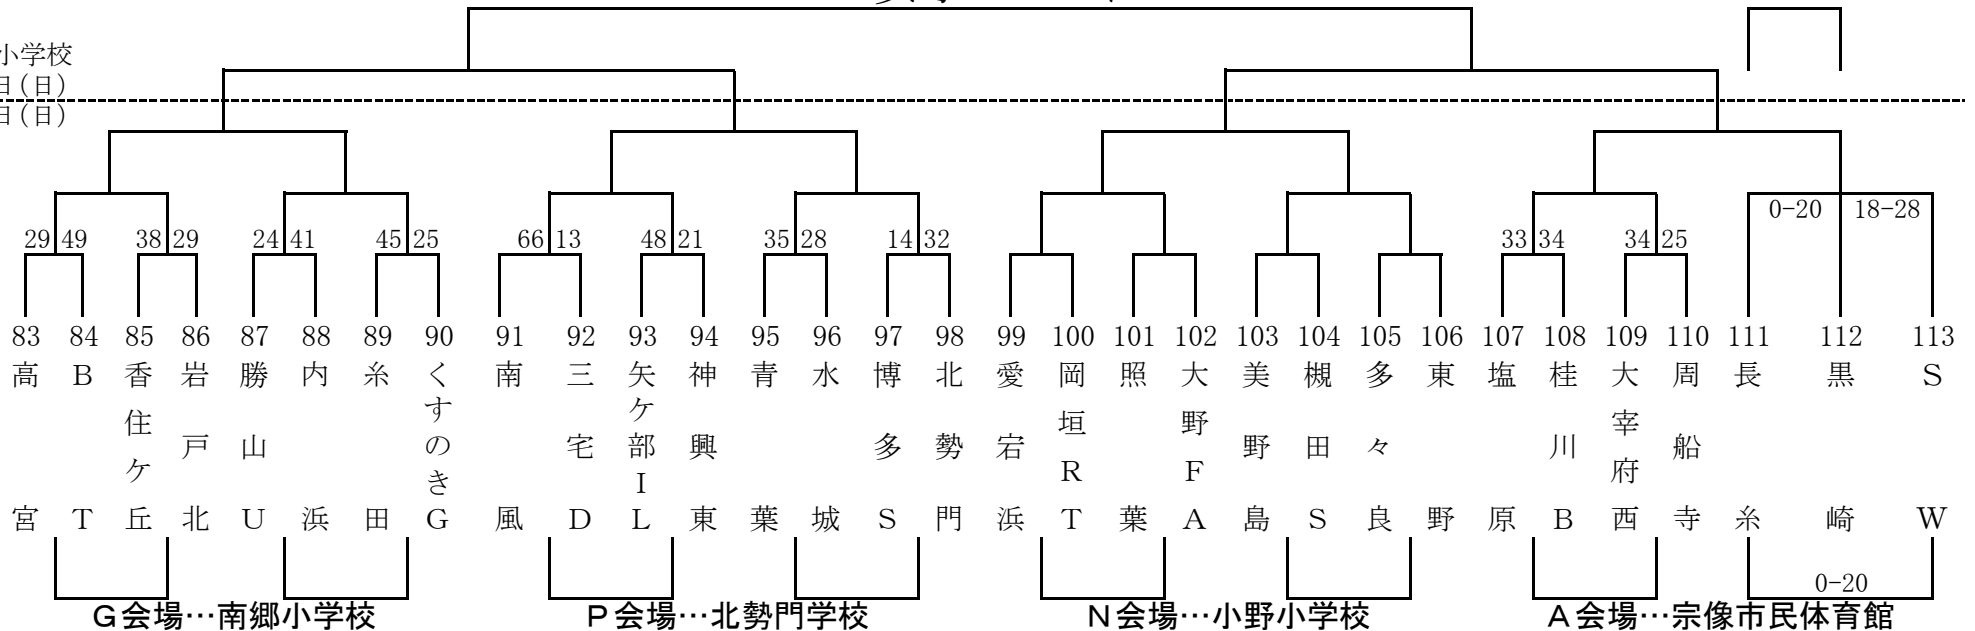 小学校
日(日)
日(日)
0-20 18-28
29 49 38 29 24 41 45 25 66 13 48 21 35 28 14 32 33 34 34 25
83 84 85 86 87 88 89 90 91 92 93 94 95 96 97 98 99 100 101 102 103 104 105 106 107 108 109 110 111 112 113
高宮
BT
香住ケ丘
岩戸北
勝山U
内浜
糸田
くすのきG
南風
三宅D
矢ケ部IL
神興東
青葉
水城
博多S
北勢門
愛宕浜
岡垣RT
照葉
大野FA
美野島
槻田S
多々良
東野
塩原
桂川B
大宰府西
周船寺
長糸
黒崎
SW
0-20
G会場…南郷小学校 P会場…北勢門学校 N会場…小野小学校 A会場…宗像市民体育館